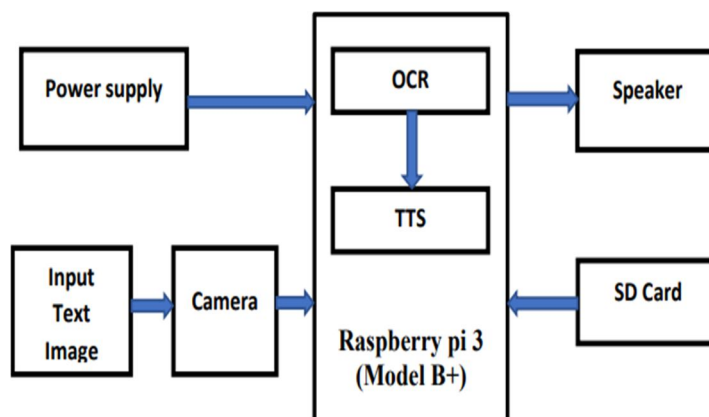 Power supply
OCR
Speaker
TTS
Input
Text
Image
Camera
SD Card
Raspberry pi 3
(Model B+)